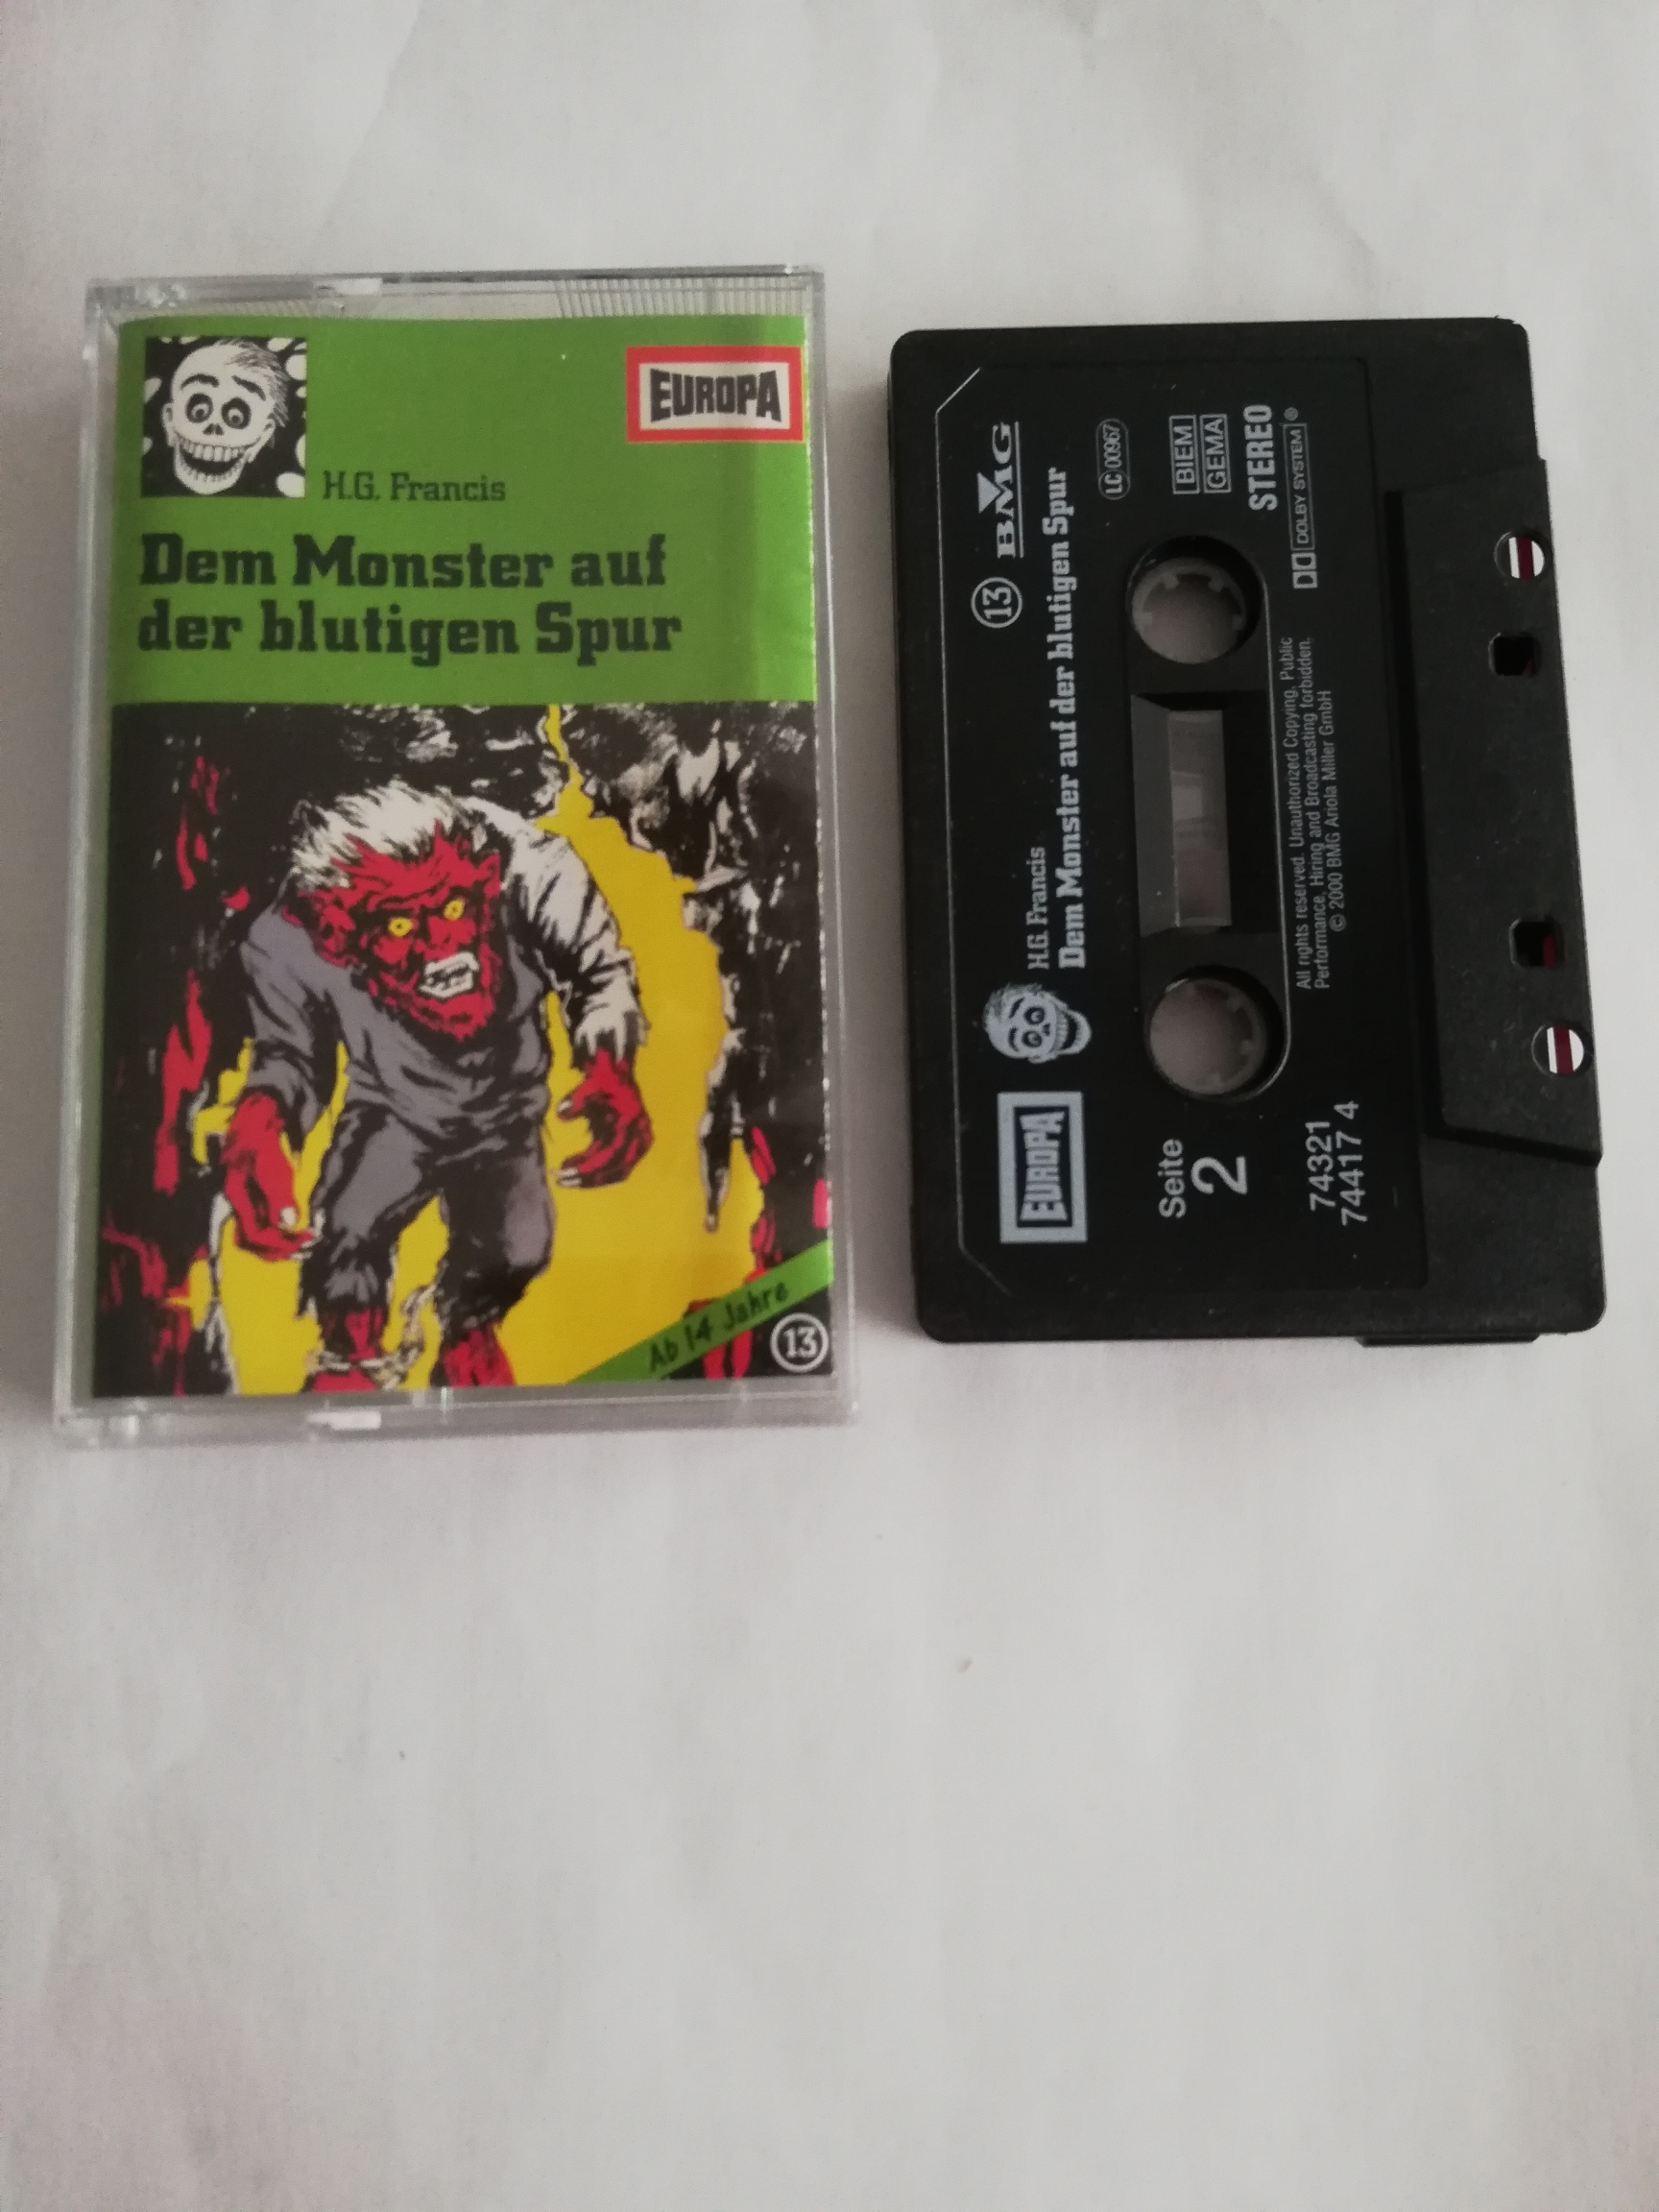 EUROPA
H.G. Francis
Dem Monster auf
der blutigen Spur
Ab 14 Jahre
13
EUROPA
H.G. Francis
Dem Monster auf der blutigen Spur
13 BMG
LC 00967
BIEM
GEMA
STEREO
DOLBY SYSTEM®
Seite
2
74321
74417 4
All rights reserved. Unauthorized Copying, Public
Performance, Hiring and Broadcasting forbidden.
© 2000 BMG Ariola Miller GmbH